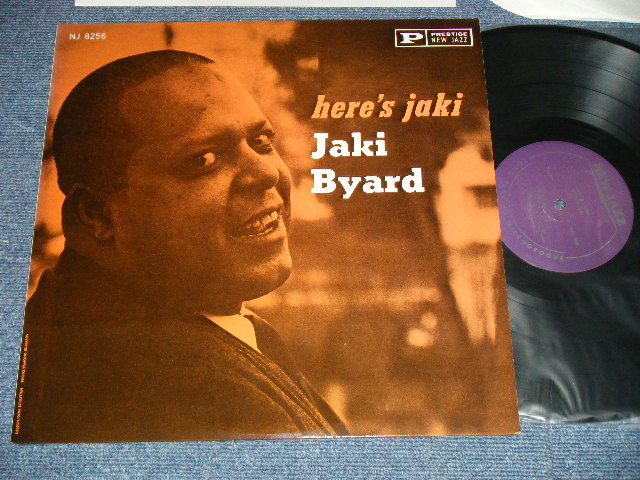 NJ 8256
P PRESTIGE
NEW JAZZ
here's jaki
Jaki
Byard